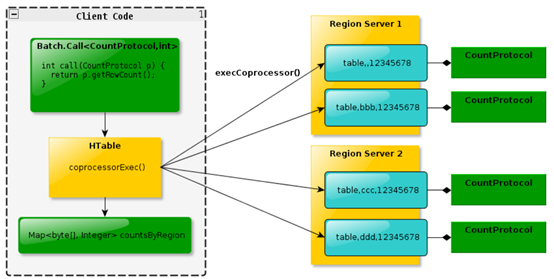 Client Code
1
Batch.Call<CountProtocol,int>
int call(CountProtocol p) {
return p.getRowCount();
}
HTable
coprocessorExec()
Map<byte[], Integer> countsByRegion
execCoprocessor()
Region Server 1
table,,12345678
CountProtocol
table,bbb,12345678
CountProtocol
Region Server 2
table,ccc,12345678
CountProtocol
table,ddd,12345678
CountProtocol